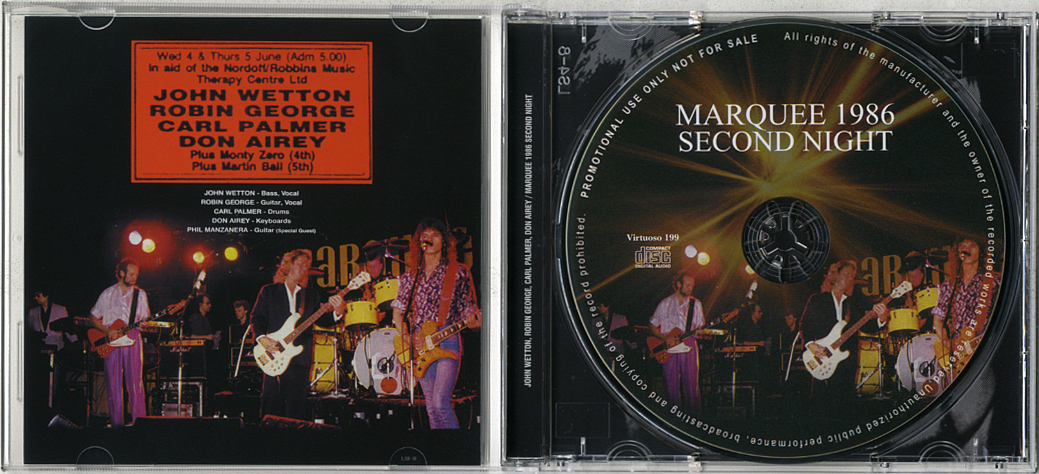 Wed 4 & Thurs 5 June (Adm 5.00)
In aid of the Nordoff/Robbins Music
Therapy Centre Ltd
JOHN WETTON
ROBIN GEORGE
CARL PALMER
DON AIREY
Plus Monty Zero (4th)
Plus Martin Ball (5th)
JOHN WETTON - Bass, Vocal
ROBIN GEORGE - Guitar, Vocal
CARL PALMER - Drums
DON AIREY - Keyboards
PHIL MANZANERA - Guitar (Special Guest)
JOHN WETTON, ROBIN GEORGE, CARL PALMER, DON AIREY / MARQUEE 1986 SECOND NIGHT
MARQUEE 1986
SECOND NIGHT
Virtuoso 199
COMPACT
disc
DIGITAL AUDIO
PROMOTIONAL USE ONLY NOT FOR SALE
All rights of the manufacturer and the owner of the recorded works are reserved. Unauthorized public performance, broadcasting and copying of the record prohibited.